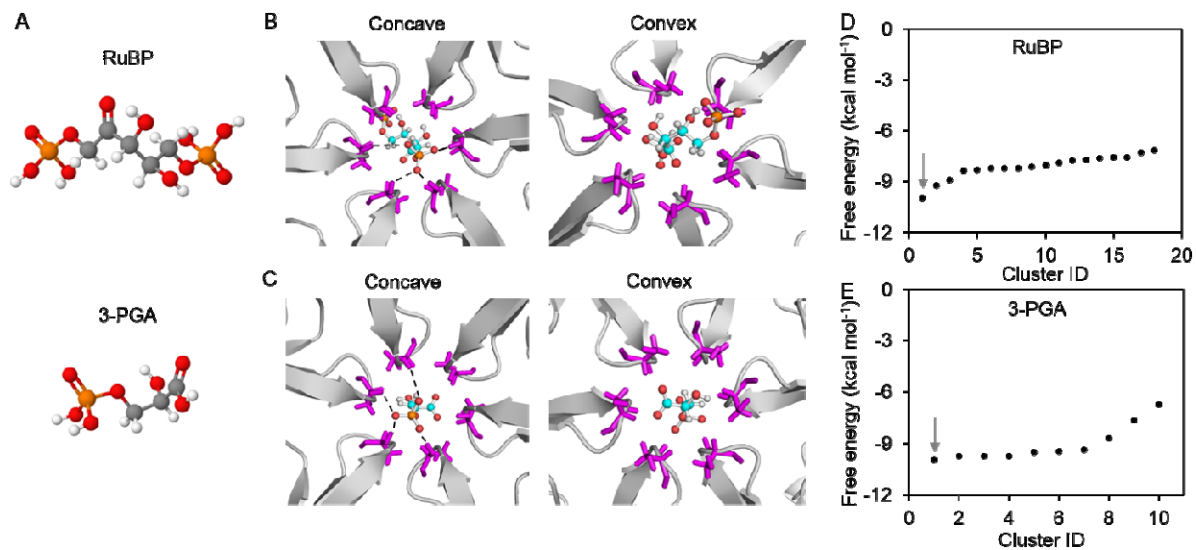 A
RuBP
3-PGA
B
Concave
Convex
C
Concave
Convex
D
RuBP
Free energy (kcal mol-1)
0
-3
-6
-9
-12
0
5
10
15
20
Cluster ID
E
3-PGA
Free energy (kcal mol-1)
0
-3
-6
-9
-12
0
2
4
6
8
10
Cluster ID